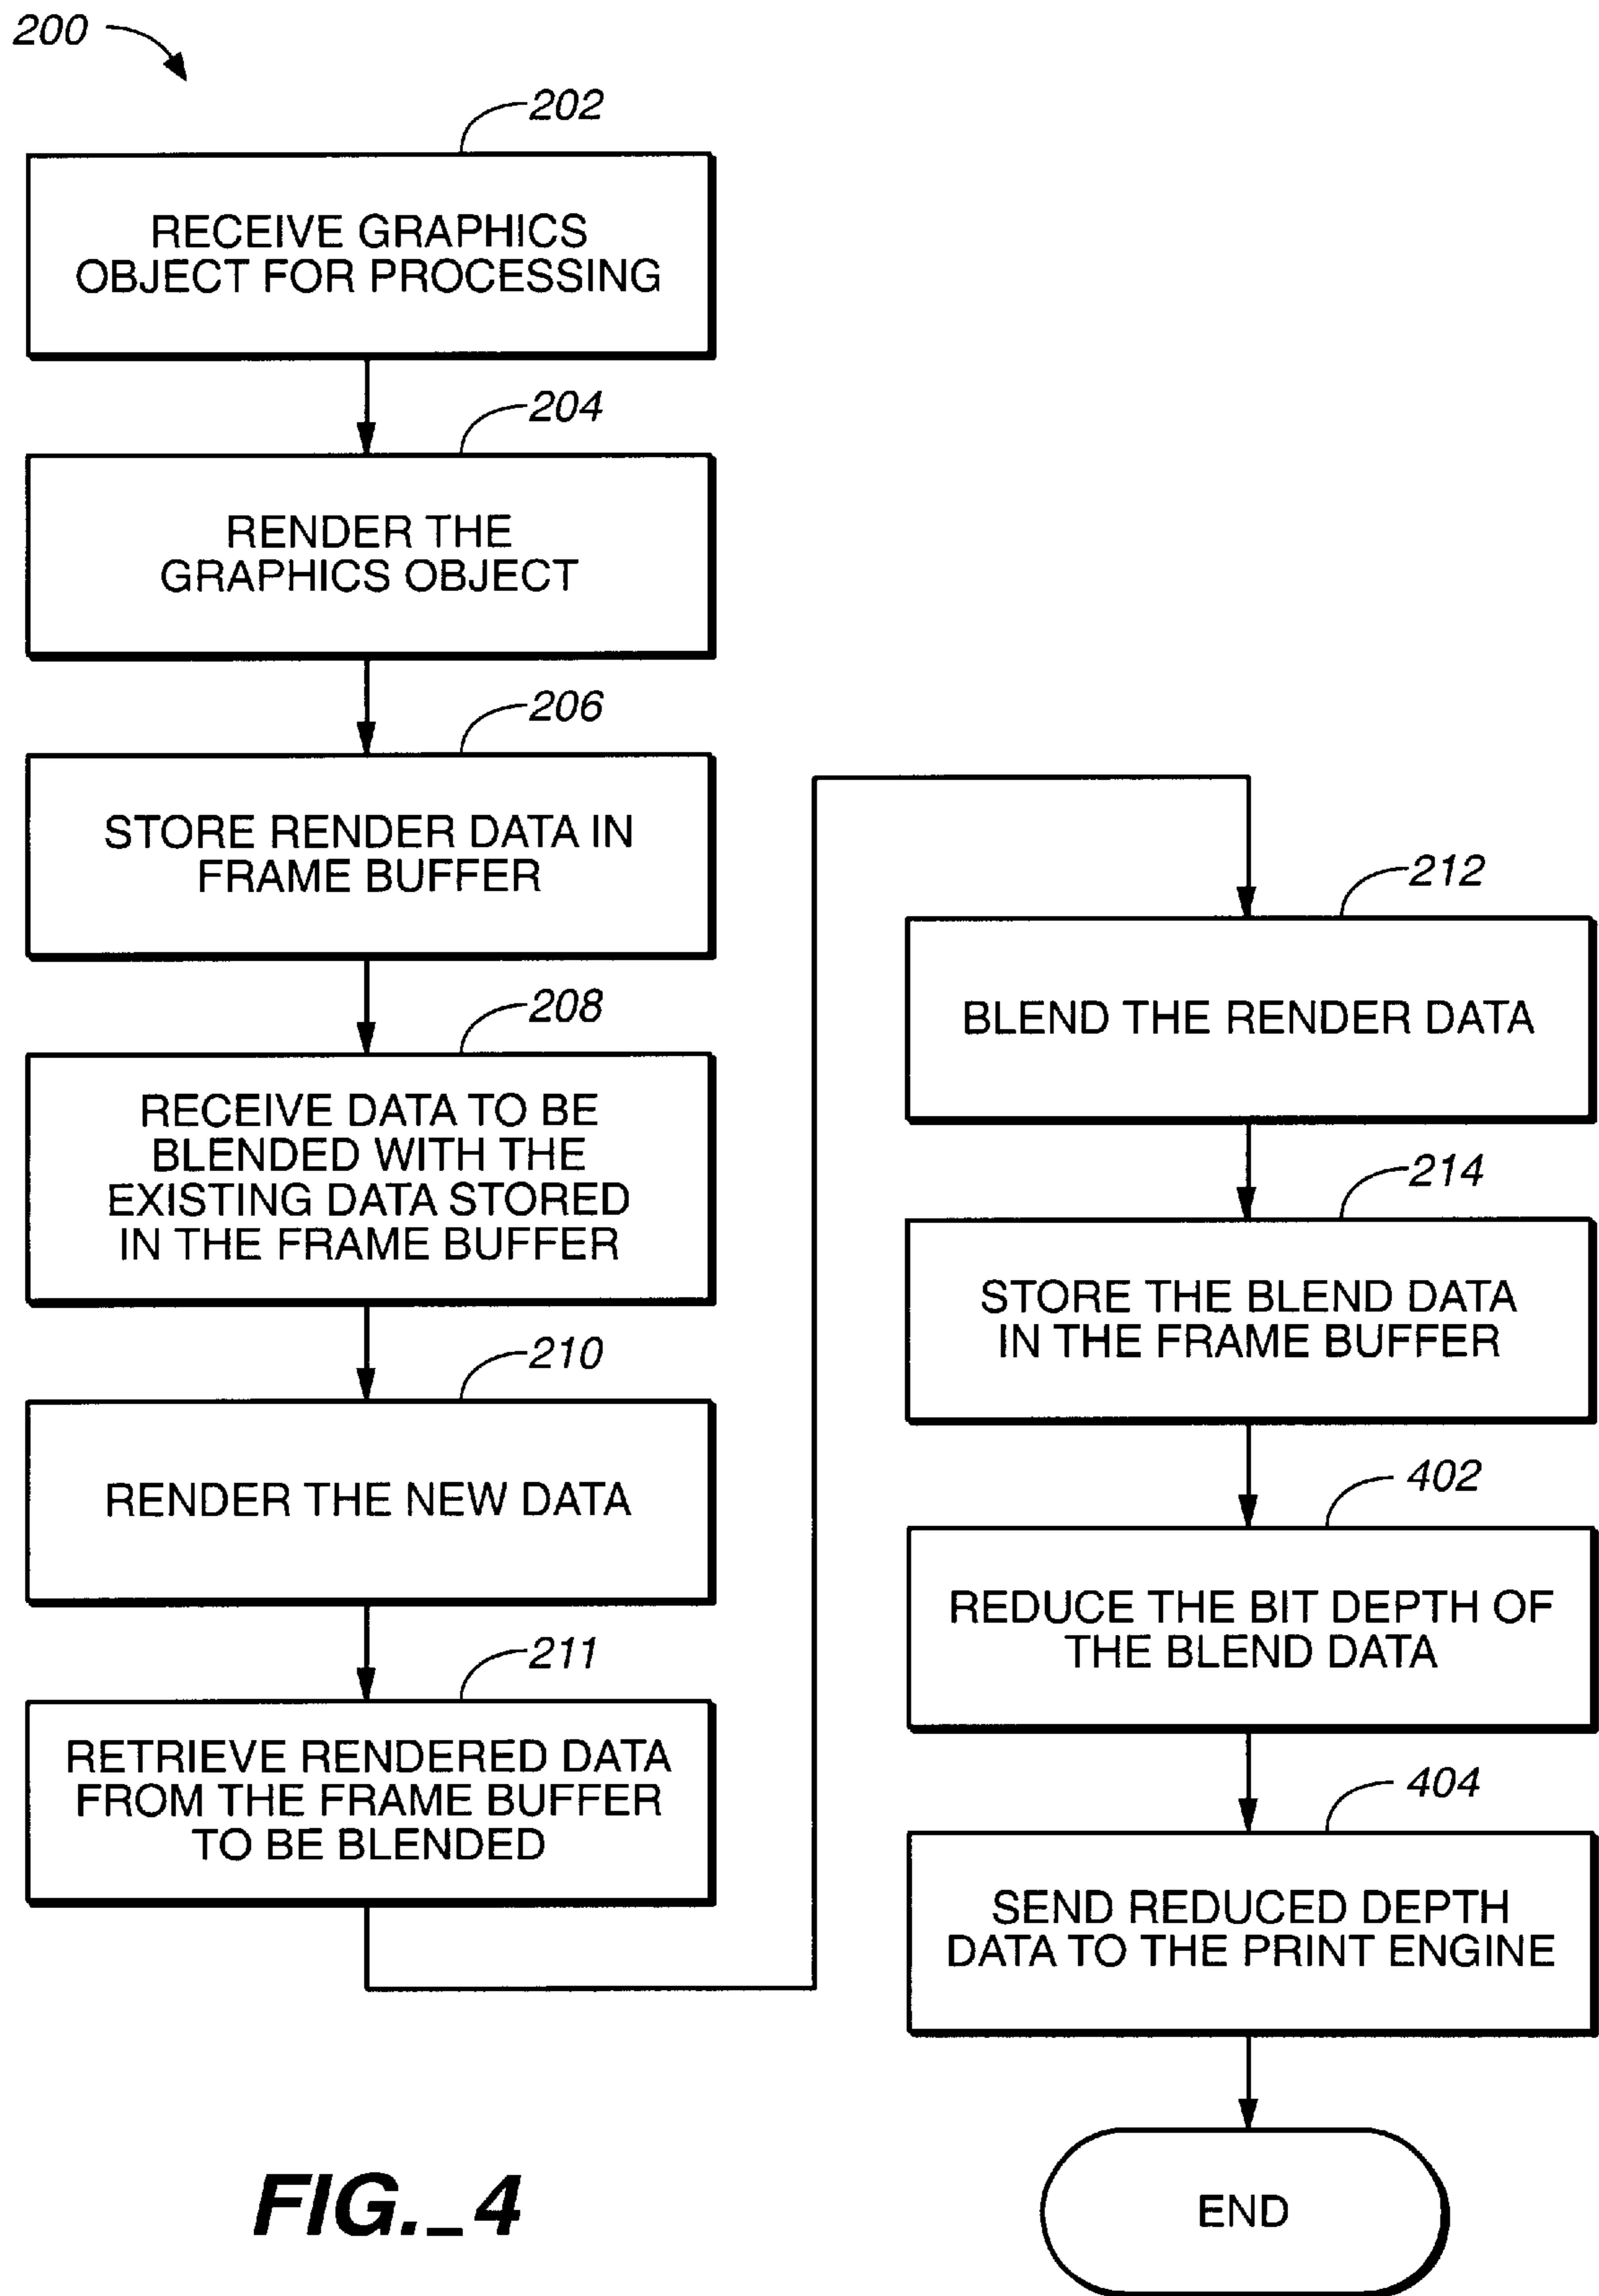 200
202
RECEIVE GRAPHICS
OBJECT FOR PROCESSING
204
RENDER THE
GRAPHICS OBJECT
206
STORE RENDER DATA IN
FRAME BUFFER
208
RECEIVE DATA TO BE
BLENDED WITH THE
EXISTING DATA STORED
IN THE FRAME BUFFER
210
RENDER THE NEW DATA
211
RETRIEVE RENDERED DATA
FROM THE FRAME BUFFER
TO BE BLENDED
212
BLEND THE RENDER DATA
214
STORE THE BLEND DATA
IN THE FRAME BUFFER
402
REDUCE THE BIT DEPTH OF
THE BLEND DATA
404
SEND REDUCED DEPTH
DATA TO THE PRINT ENGINE
END
FIG._4